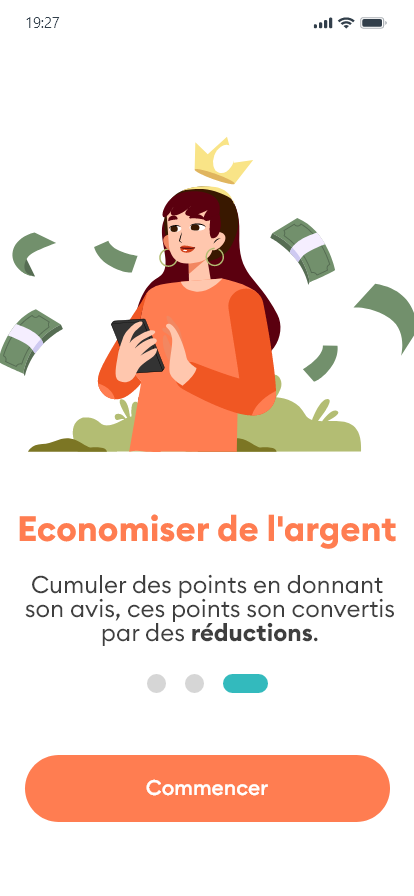 19:27
Economiser de l'argent
Cumuler des points en donnant
son avis, ces points son convertis
par des réductions.
Commencer